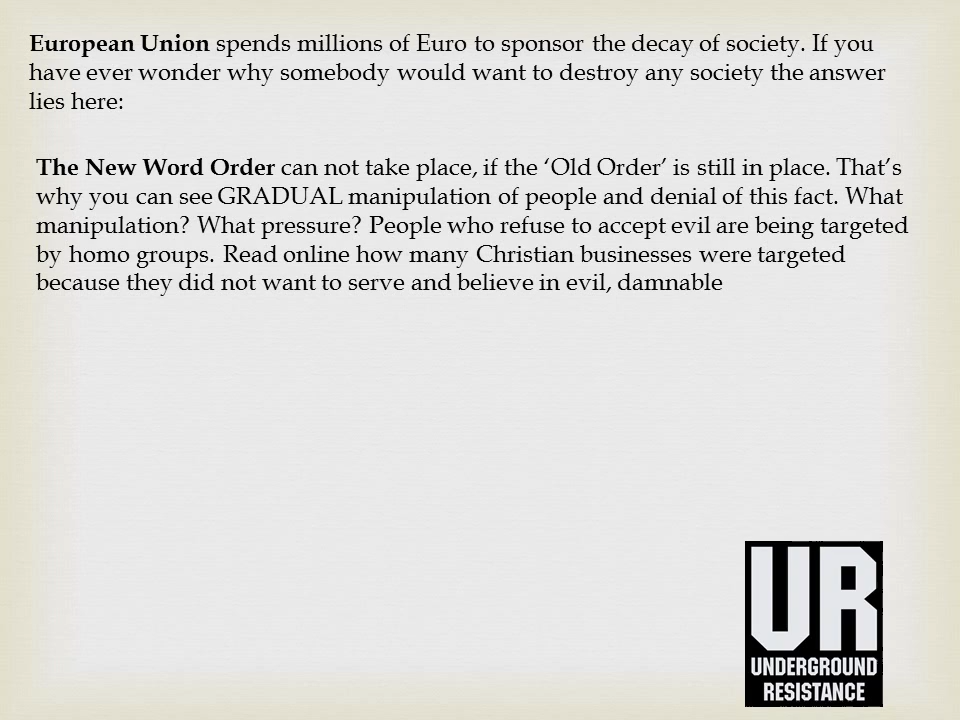 European Union spends millions of Euro to sponsor the decay of society. If you
have ever wonder why somebody would want to destroy any society the answer
lies here:
The New Word Order can not take place, if the ‘Old Order’ is still in place. That’s
why you can see GRADUAL manipulation of people and denial of this fact. What
manipulation? What pressure? People who refuse to accept evil are being targeted
by homo groups. Read online how many Christian businesses were targeted
because they did not want to serve and believe in evil, damnable
UR
UNDERGROUND
RESISTANCE